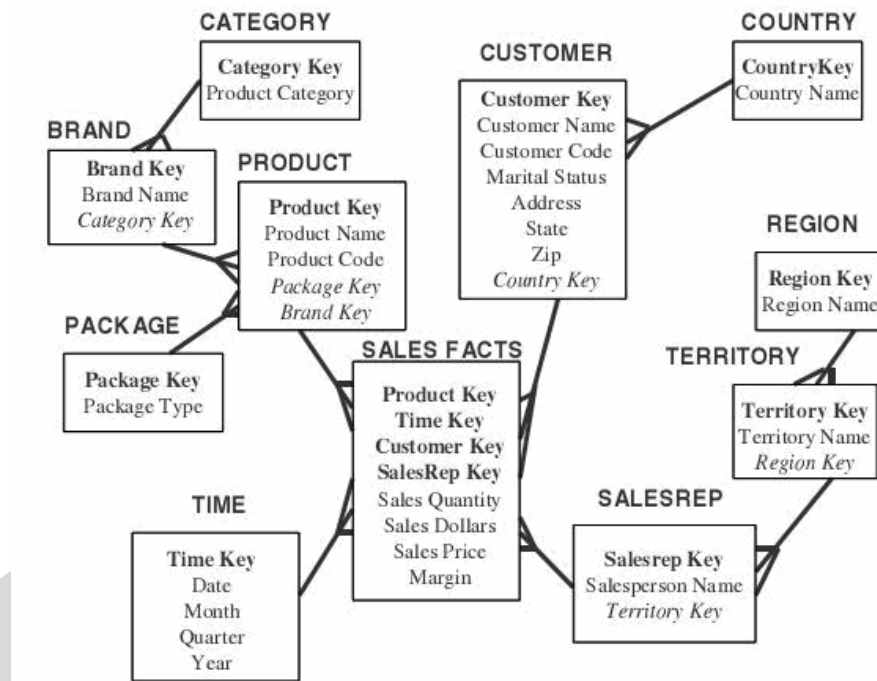 CATEGORY
Category Key
Product Category
BRAND
Brand Key
Brand Name
Category Key
PRODUCT
Product Key
Product Name
Product Code
Package Key
Brand Key
PACKAGE
Package Key
Package Type
CUSTOMER
Customer Key
Customer Name
Customer Code
Marital Status
Address
State
Zip
Country Key
COUNTRY
CountryKey
Country Name
REGION
Region Key
Region Name
TERRITORY
Territory Key
Territory Name
Region Key
SALES FACTS
Product Key
Time Key
Customer Key
SalesRep Key
Sales Quantity
Sales Dollars
Sales Price
Margin
TIME
Time Key
Date
Month
Quarter
Year
SALESREP
Salesrep Key
Salesperson Name
Territory Key